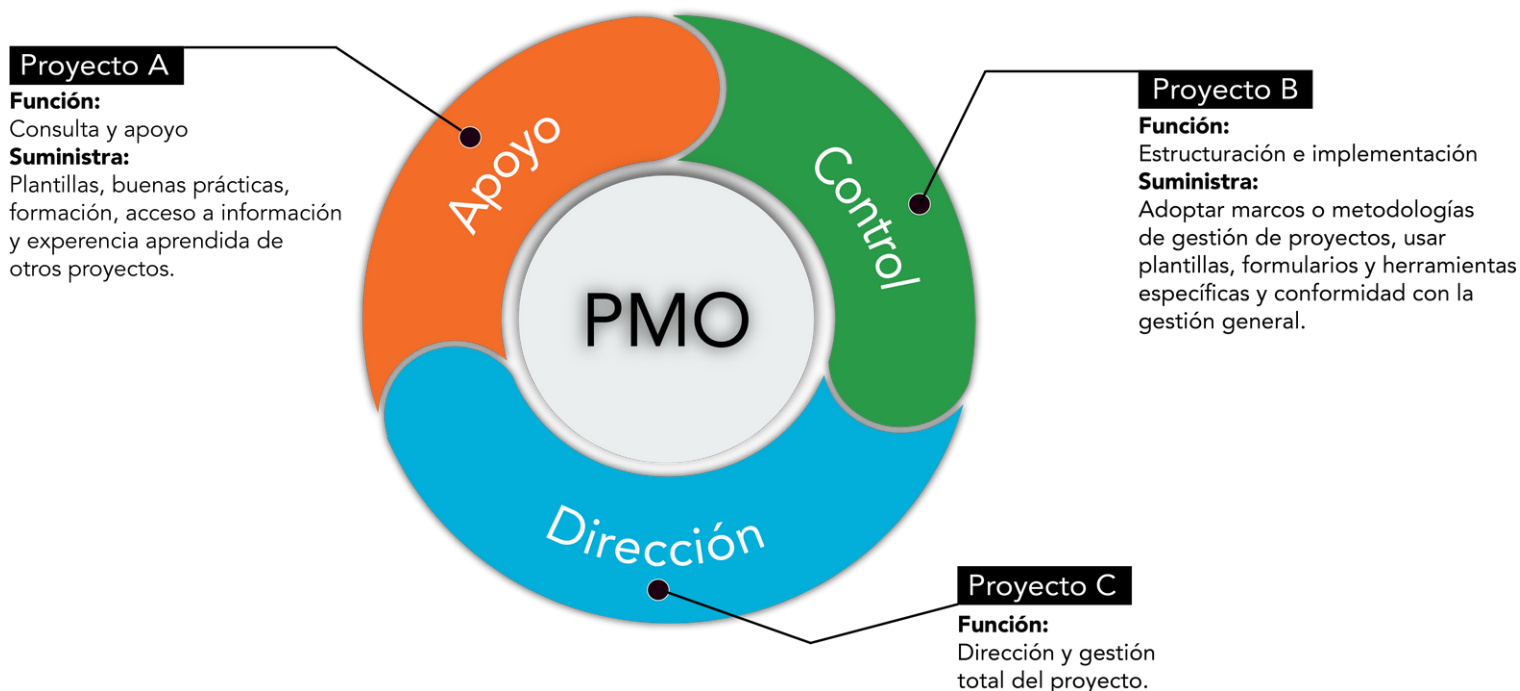 Proyecto A
Función:
Consulta y apoyo
Suministra:
Plantillas, buenas prácticas,
formación, acceso a información
y experencia aprendida de
otros proyectos.
Apoyo
Control
PMO
Dirección
Proyecto B
Función:
Estructuración e implementación
Suministra:
Adoptar marcos o metodologías
de gestión de proyectos, usar
plantillas, formularios y herramientas
específicas y conformidad con la
gestión general.
Proyecto C
Función:
Dirección y gestión
total del proyecto.